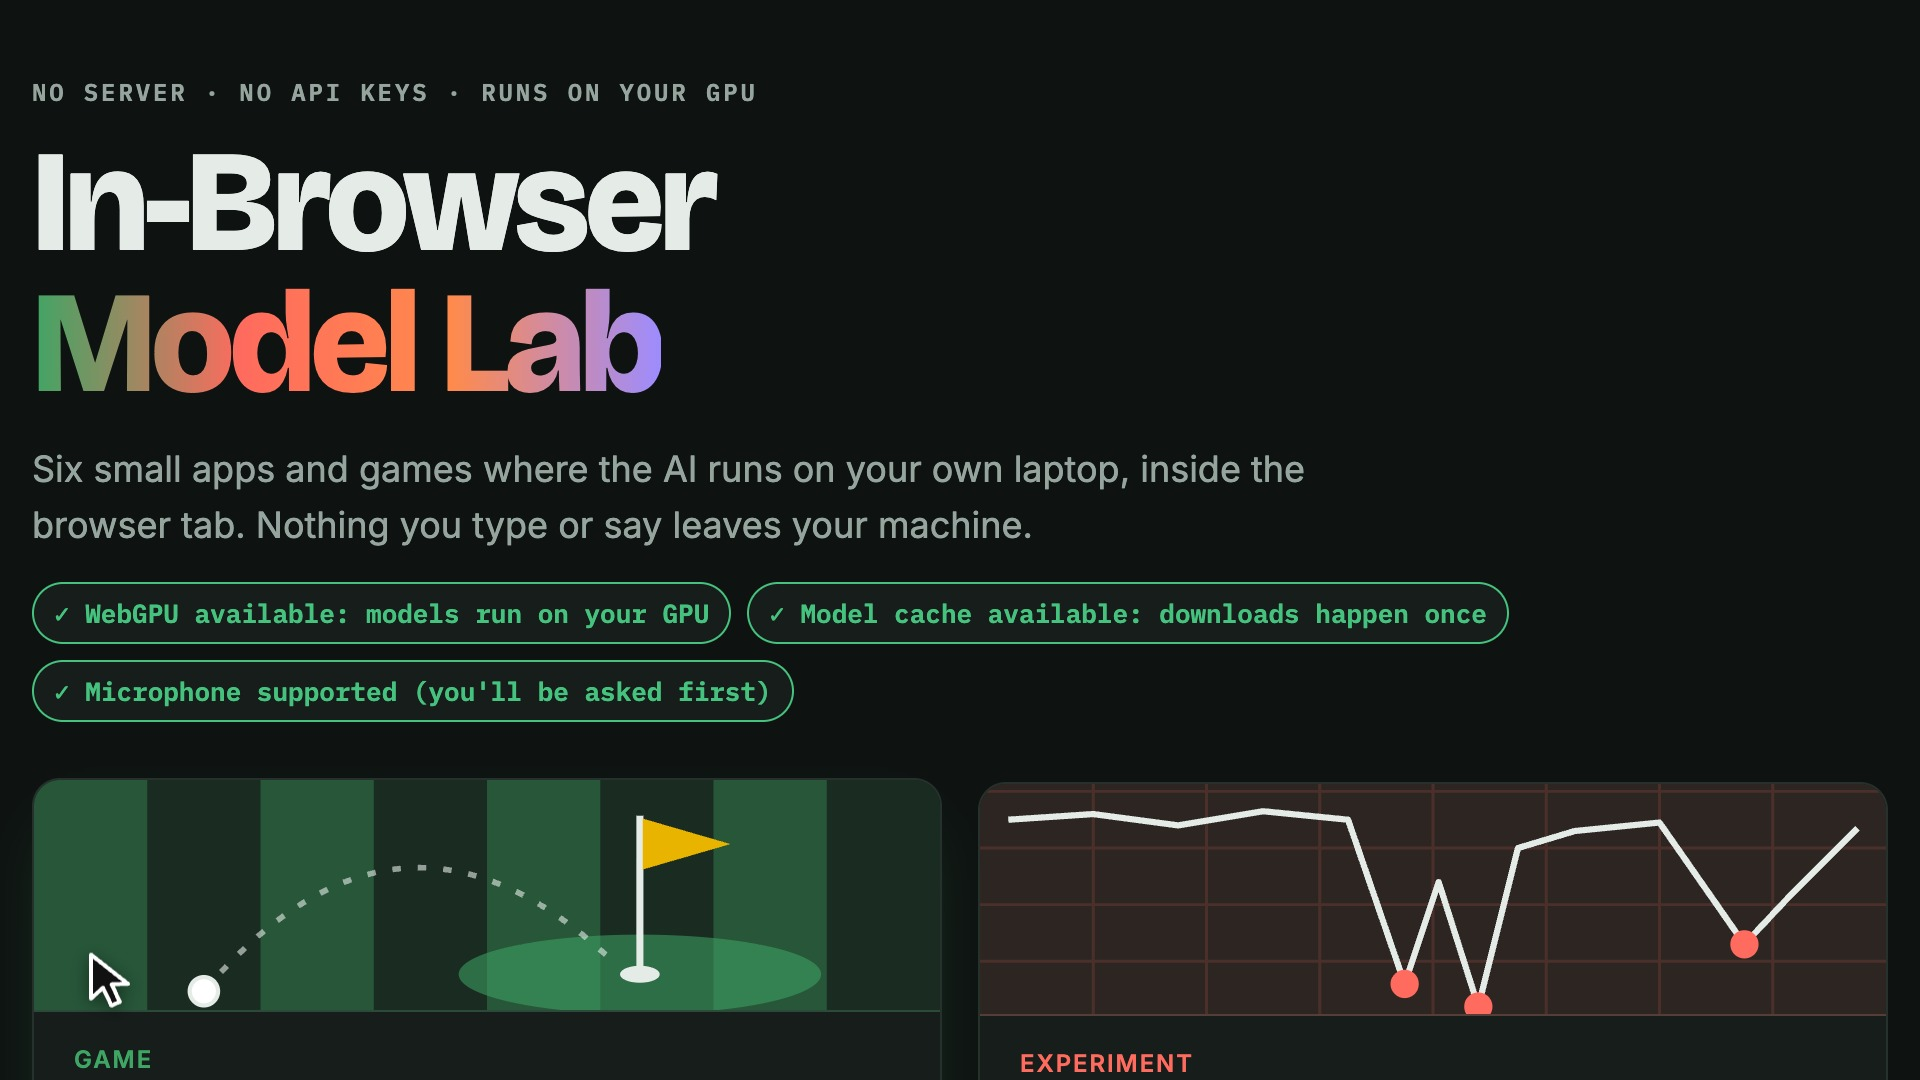 NO SERVER · NO API KEYS · RUNS ON YOUR GPU
In-Browser
Model Lab
Six small apps and games where the AI runs on your own laptop, inside the
browser tab. Nothing you type or say leaves your machine.
✓ WebGPU available: models run on your GPU
✓ Model cache available: downloads happen once
✓ Microphone supported (you'll be asked first)
GAME
EXPERIMENT